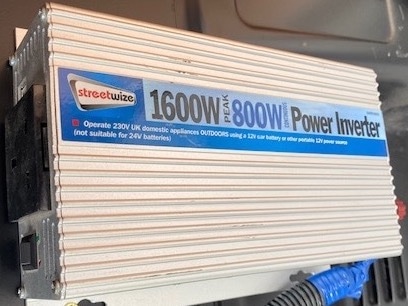 streetwize
1600W PEAK 800W CONTINUOUS Power Inverter
Operate 230V UK domestic appliances OUTDOORS using a 12V car battery or other portable 12V power source
(not suitable for 24V batteries)